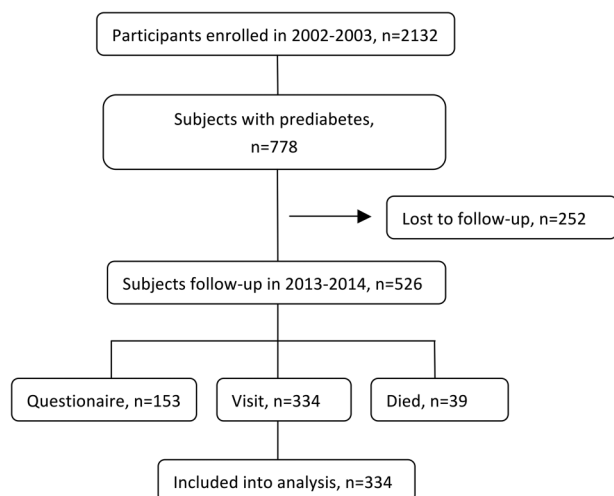 Participants enrolled in 2002-2003, n=2132
Subjects with prediabetes,
n=778
Lost to follow-up, n=252
Subjects follow-up in 2013-2014, n=526
Questionaire, n=153
Visit, n=334
Died, n=39
Included into analysis, n=334